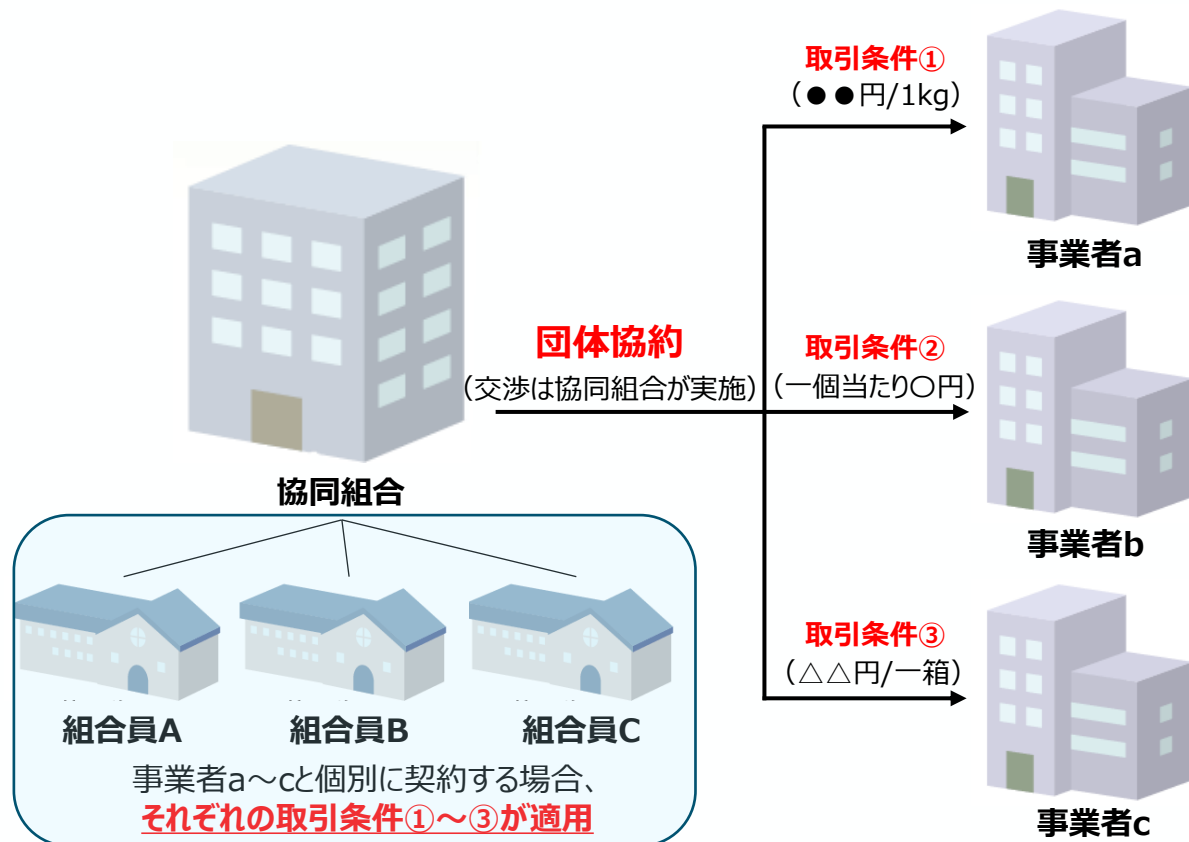 取引条件①
（●●円/1kg）
事業者a
団体協約
（交渉は協同組合が実施）
取引条件②
（一個当たり〇円）
事業者b
協同組合
取引条件③
（△△円/一箱）
事業者c
組合員A
組合員B
組合員C
事業者a～cと個別に契約する場合、
それぞれの取引条件①～③が適用